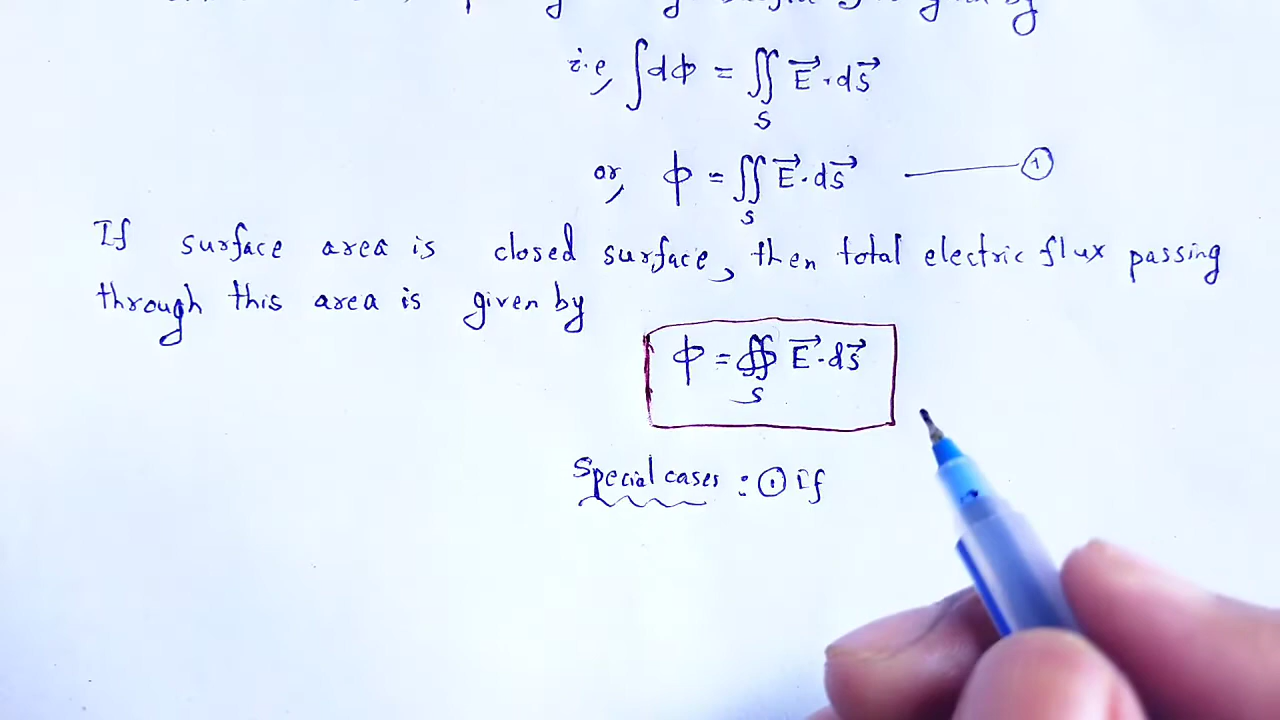 by
i.e, ∫dϕ = ∬ E⃗ . dS⃗
S
or, ϕ = ∬ E⃗ . dS⃗ ——— ①
S
If surface area is closed surface, then total electric flux passing
through this area is given by
ϕ = ∯ E⃗ . dS⃗
S
Special cases : ① if